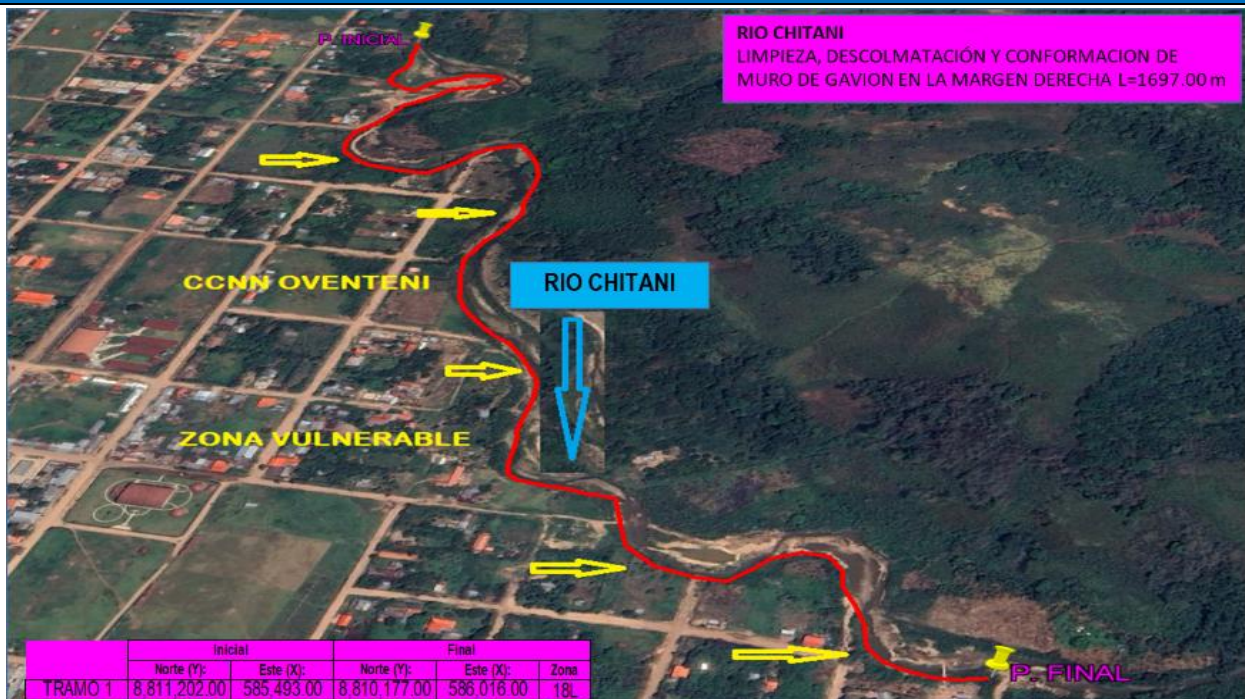 P. INICIAL
RIO CHITANI
LIMPIEZA, DESCOLMATACIÓN Y CONFORMACION DE
MURO DE GAVION EN LA MARGEN DERECHA L=1697.00 m
CCNN OVENTENI
RIO CHITANI
ZONA VULNERABLE
P. FINAL
Inicial Final
Norte (Y): Este (X): Norte (Y): Este (X): Zona
TRAMO 1 8,811,202.00 585,493.00 8,810,177.00 586,016.00 18L